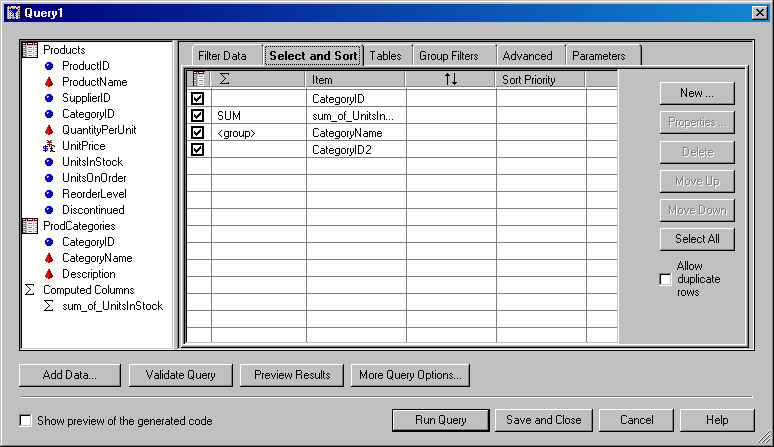 Query1
Products
ProductID
ProductName
SupplierID
CategoryID
QuantityPerUnit
UnitPrice
UnitsInStock
UnitsOnOrder
ReorderLevel
Discontinued
ProdCategories
CategoryID
CategoryName
Description
Σ Computed Columns
Σ sum_of_UnitsInStock
Filter Data Select and Sort Tables Group Filters Advanced Parameters
Σ Item ↑↓ Sort Priority
CategoryID
SUM sum_of_UnitsIn...
<group> CategoryName
CategoryID2
New ...
Properties ...
Delete
Move Up
Move Down
Select All
Allow
duplicate
rows
Add Data... Validate Query Preview Results More Query Options...
Show preview of the generated code
Run Query Save and Close Cancel Help